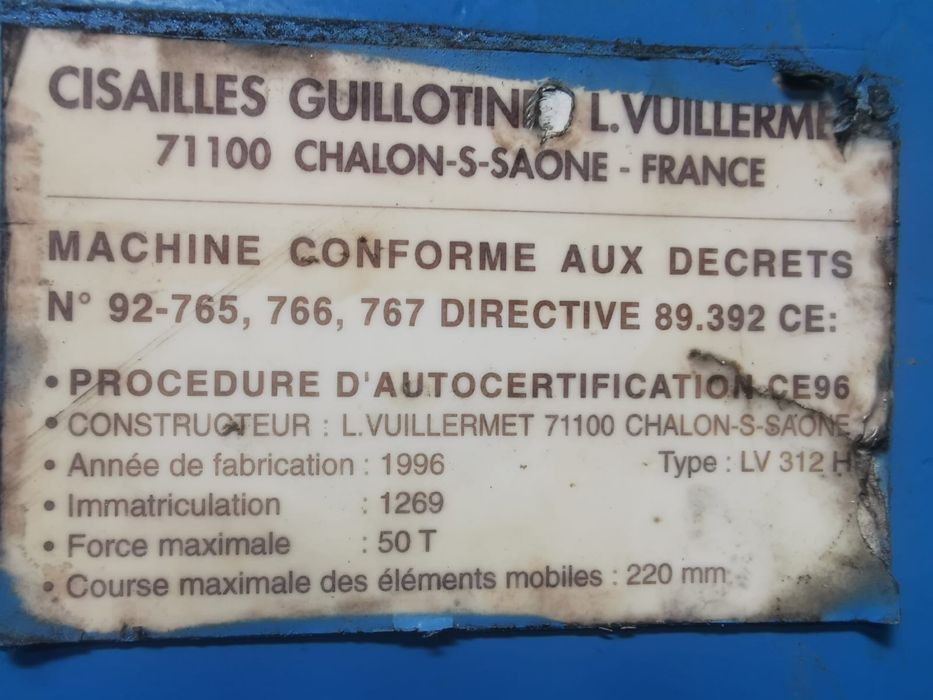 CISAILLES GUILLOTIN L.VUILLERME
71100 CHALON-S-SAONE - FRANCE
MACHINE CONFORME AUX DECRETS
N° 92-765, 766, 767 DIRECTIVE 89.392 CE:
• PROCEDURE D'AUTOCERTIFICATION CE96
• CONSTRUCTEUR : L.VUILLERMET 71100 CHALON-S-SAONE
• Année de fabrication : 1996 Type : LV 312 H
• Immatriculation : 1269
• Force maximale : 50 T
• Course maximale des éléments mobiles : 220 mm